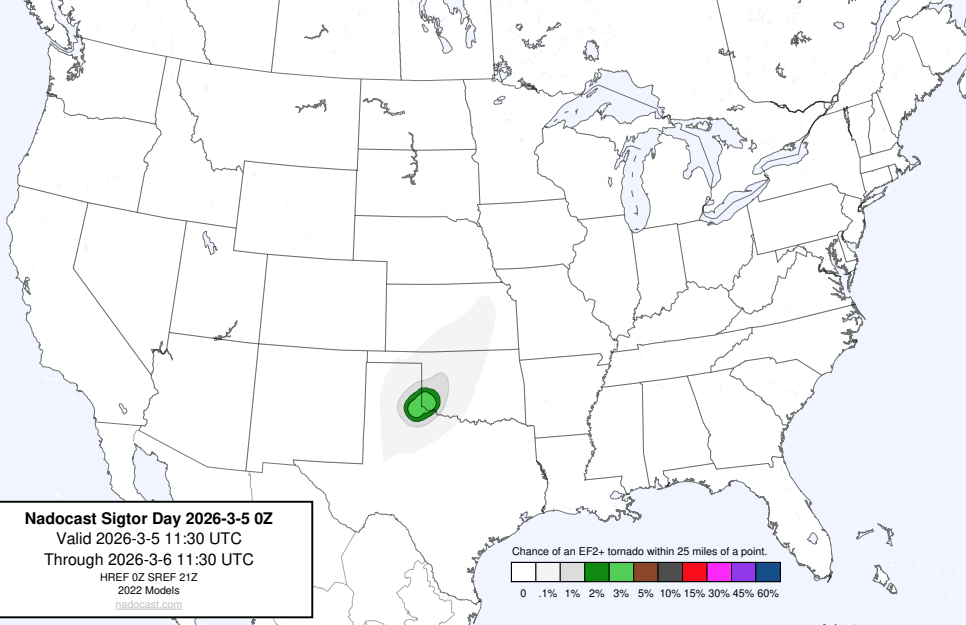 Nadocast Sigtor Day 2026-3-5 0Z
Valid 2026-3-5 11:30 UTC
Through 2026-3-6 11:30 UTC
HREF 0Z SREF 21Z
2022 Models
nadocast.com
Chance of an EF2+ tornado within 25 miles of a point.
0 .1% 1% 2% 3% 5% 10% 15% 30% 45% 60%